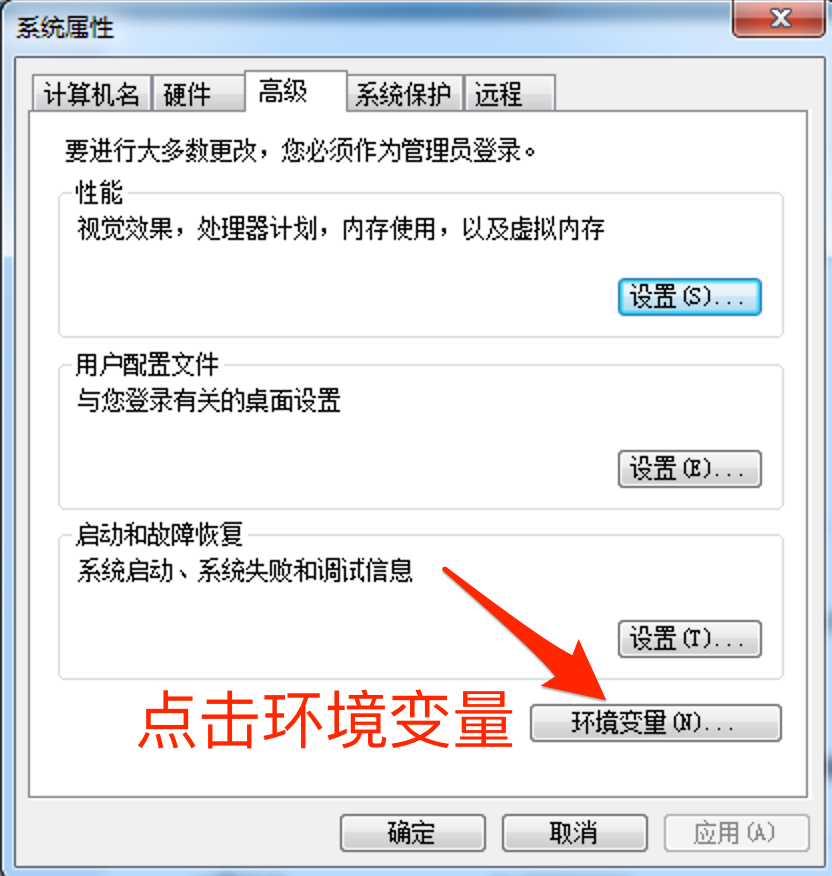 系统属性
计算机名 硬件 高级 系统保护 远程
要进行大多数更改，您必须作为管理员登录。
性能
视觉效果，处理器计划，内存使用，以及虚拟内存
设置(S)...
用户配置文件
与您登录有关的桌面设置
设置(E)...
启动和故障恢复
系统启动、系统失败和调试信息
设置(T)...
点击环境变量
环境变量(N)...
确定 取消 应用(A)